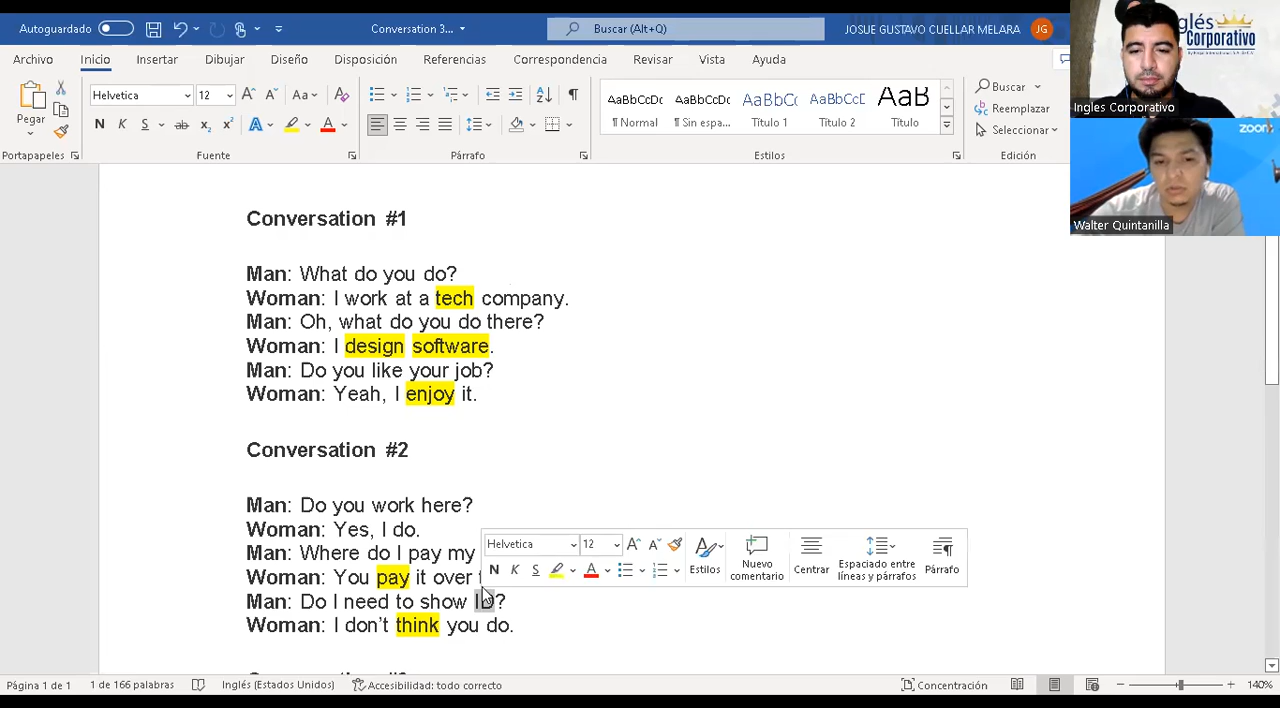 Autoguardado
Conversation 3...
Buscar (Alt+Q)
JOSUE GUSTAVO CUELLAR MELARA
JG
Archivo Inicio Insertar Dibujar Diseño Disposición Referencias Correspondencia Revisar Vista Ayuda
Pegar
Portapapeles
Helvetica 12
Aa
N K S ab x₂ x² A A
Fuente
Párrafo
AaBbCcDc AaBbCcDc AaBbCc AaBbCcD AaB
¶ Normal ¶ Sin espa... Título 1 Título 2 Título
Estilos
Buscar
Reemplazar
Seleccionar
Edición
Inglés
Corporativo
Ingles Corporativo
zoom
Walter Quintanilla
Conversation #1
Man: What do you do?
Woman: I work at a tech company.
Man: Oh, what do you do there?
Woman: I design software.
Man: Do you like your job?
Woman: Yeah, I enjoy it.
Conversation #2
Man: Do you work here?
Woman: Yes, I do.
Man: Where do I pay my
Woman: You pay it over
Man: Do I need to show ID?
Woman: I don't think you do.
Helvetica 12
N K S
Estilos
Nuevo comentario
Centrar
Espaciado entre líneas y párrafos
Párrafo
Página 1 de 1 1 de 166 palabras Inglés (Estados Unidos) Accesibilidad: todo correcto Concentración 140%